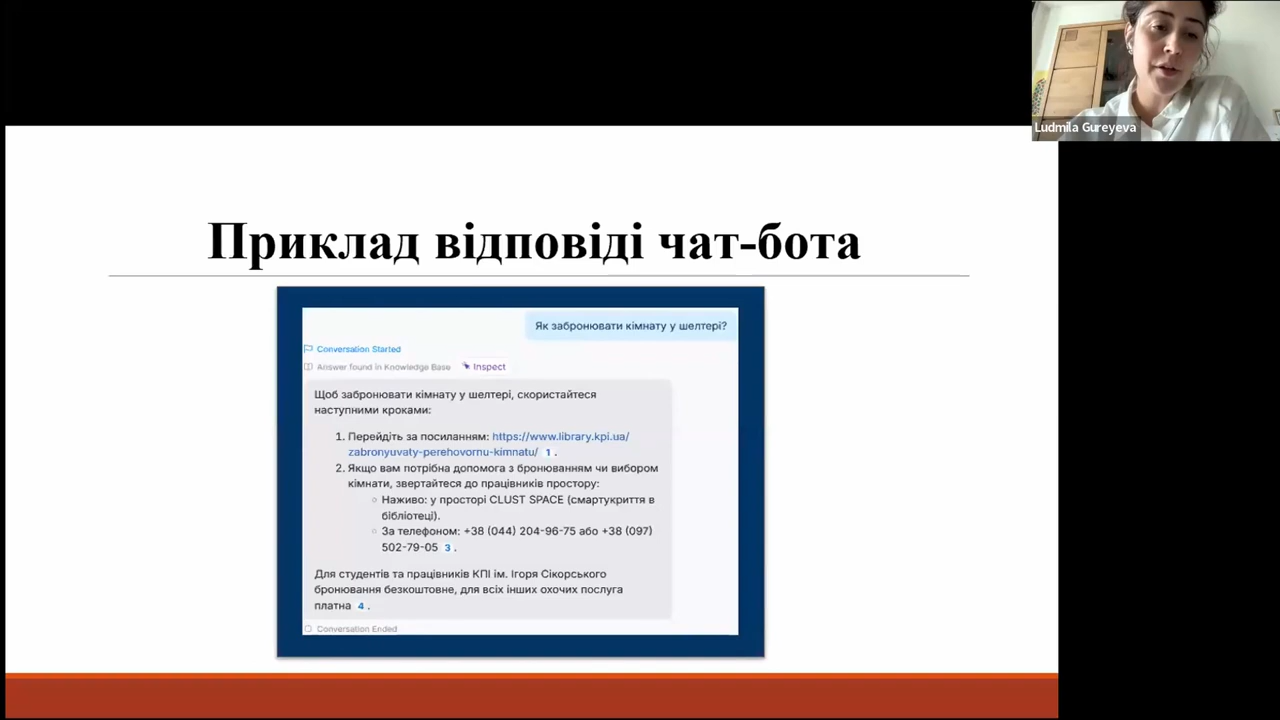 Ludmila Gureyeva
Приклад відповіді чат-бота
Як забронювати кімнату у шелтері?
Conversation Started
Answer found in Knowledge Base Inspect
Щоб забронювати кімнату у шелтері, скористайтеся
наступними кроками:
1. Перейдіть за посиланням: https://www.library.kpi.ua/
zabronyuvaty-perehovornu-kimnatu/ 1 .
2. Якщо вам потрібна допомога з бронюванням чи вибором
кімнати, звертайтеся до працівників простору:
Наживо: у просторі CLUST SPACE (смартукриття в
бібліотеці).
За телефоном: +38 (044) 204-96-75 або +38 (097)
502-79-05 3 .
Для студентів та працівників КПІ ім. Ігоря Сікорського
бронювання безкоштовне, для всіх інших охочих послуга
платна 4 .
Conversation Ended